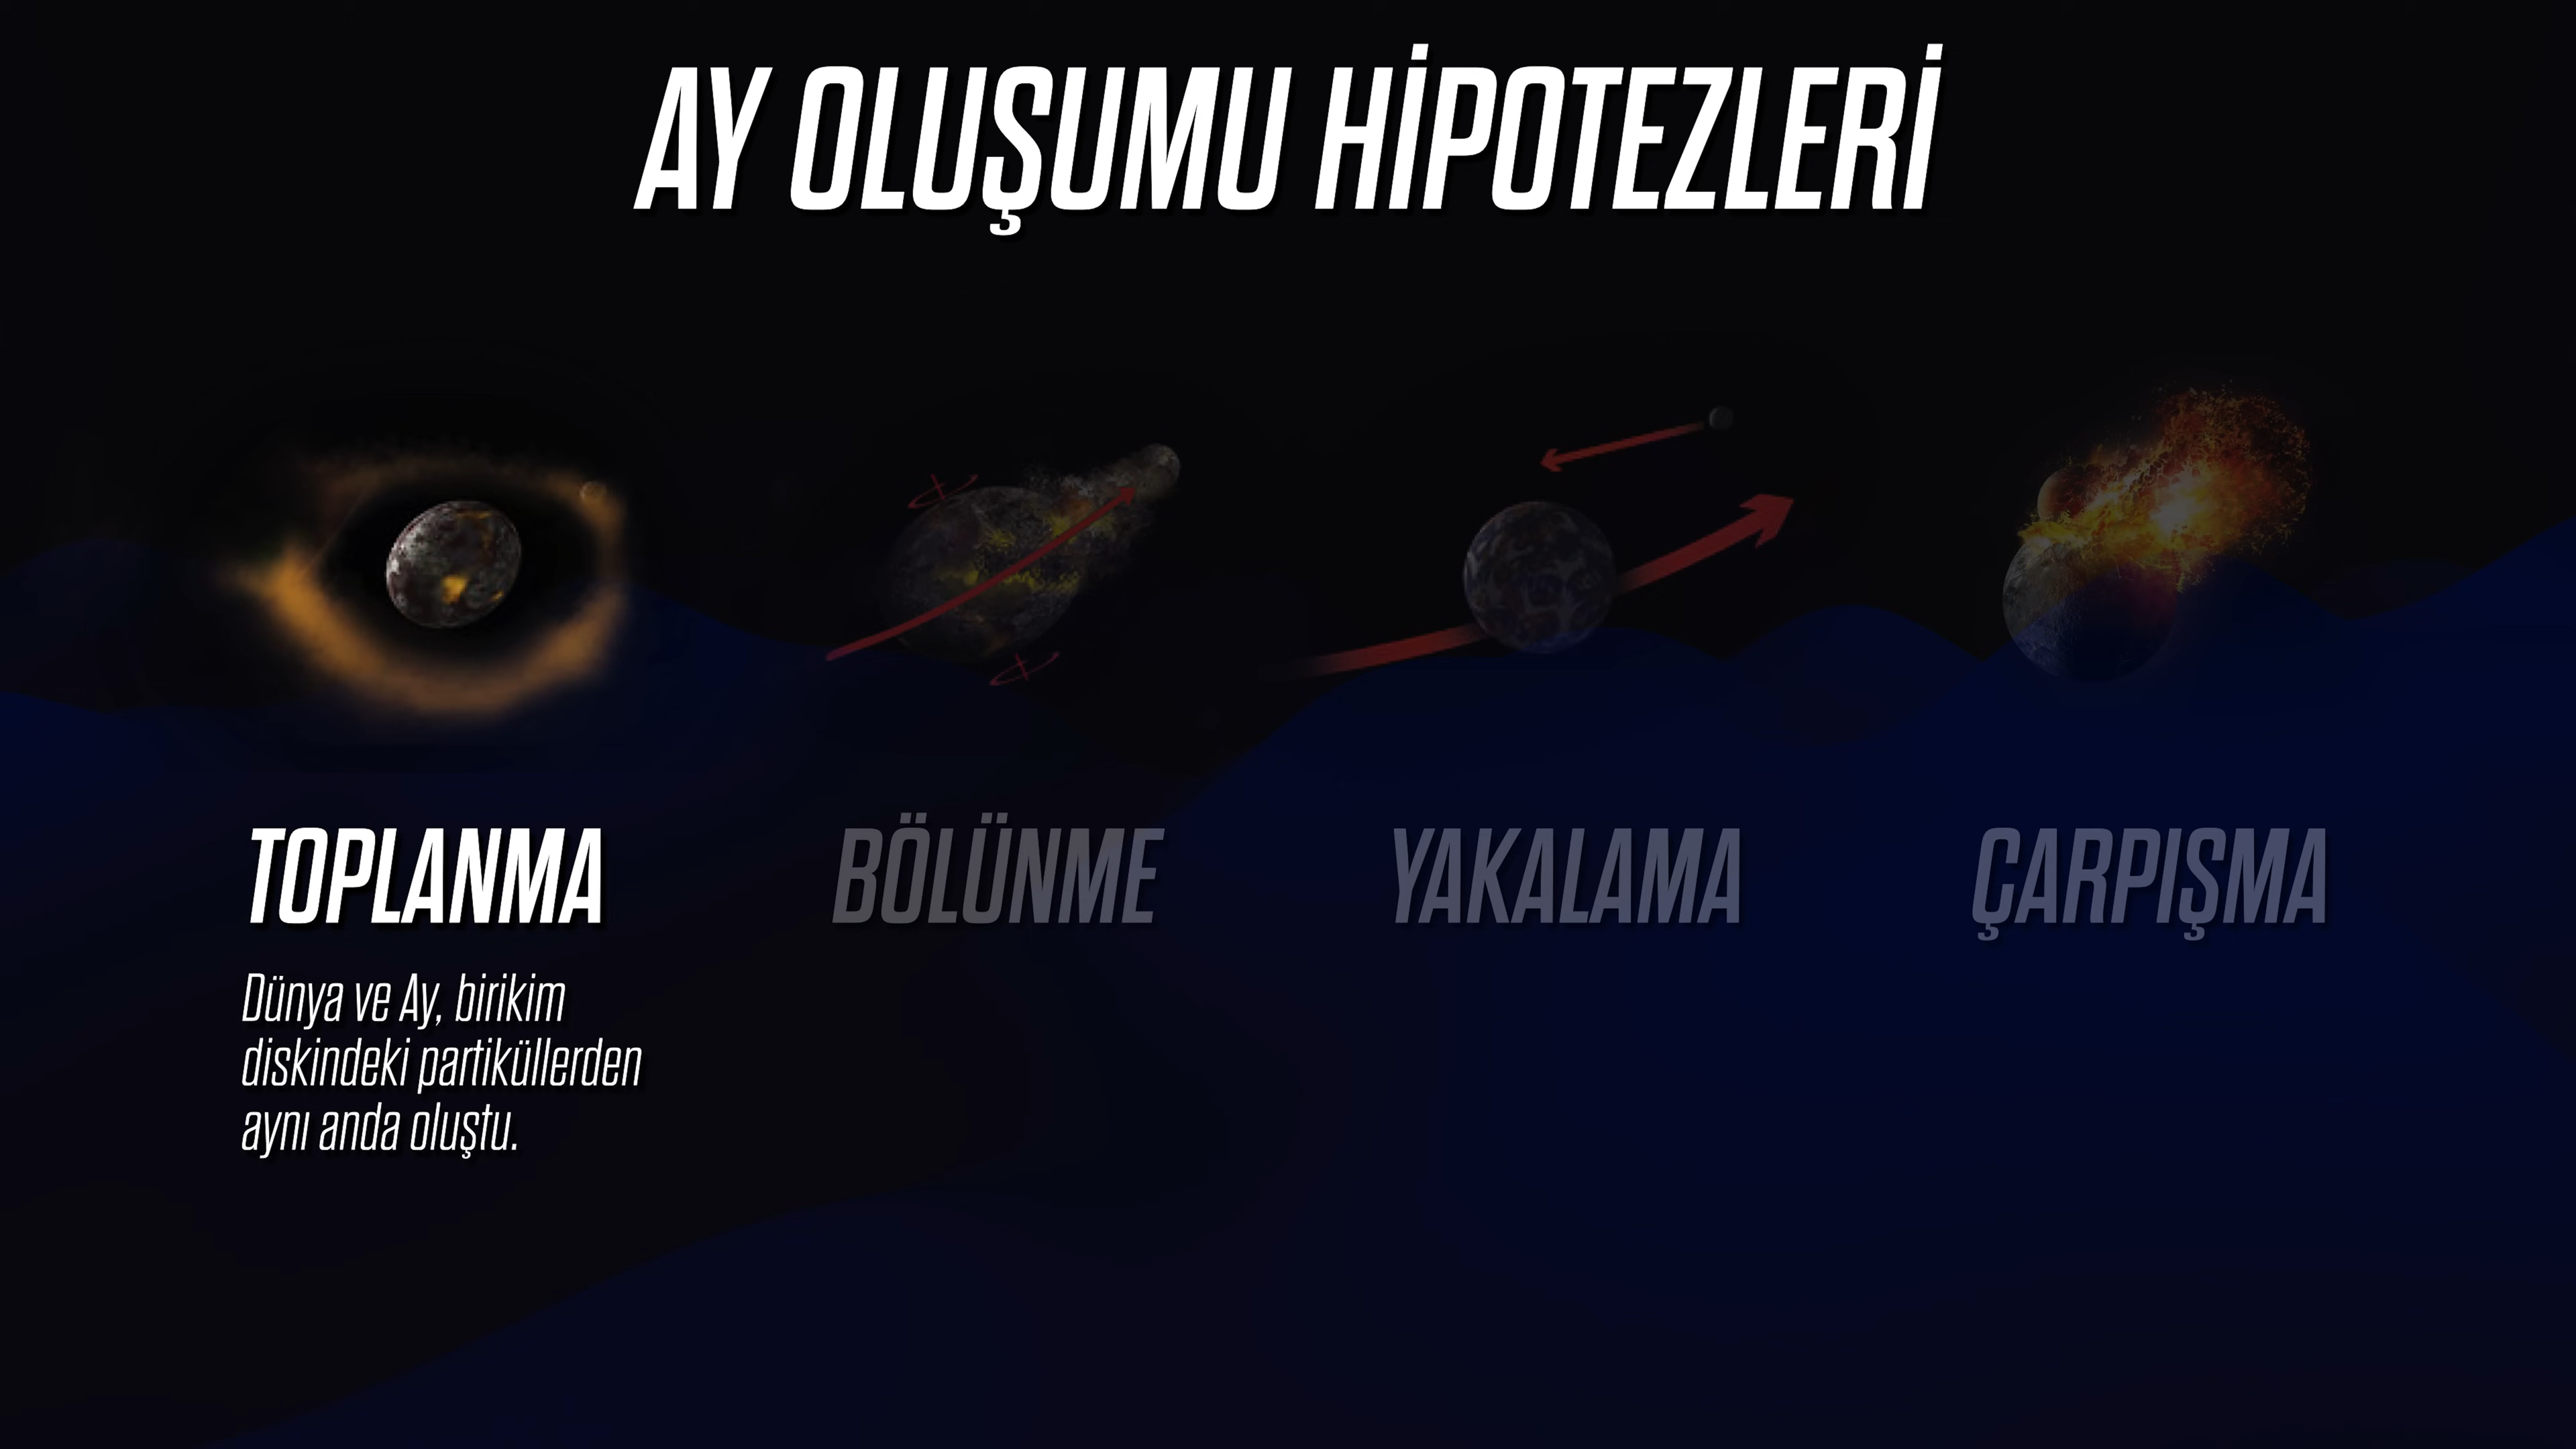 AY OLUŞUMU HİPOTEZLERİ
TOPLANMA
BÖLÜNME
YAKALAMA
ÇARPIŞMA
Dünya ve Ay, birikim
diskindeki partiküllerden
aynı anda oluştu.